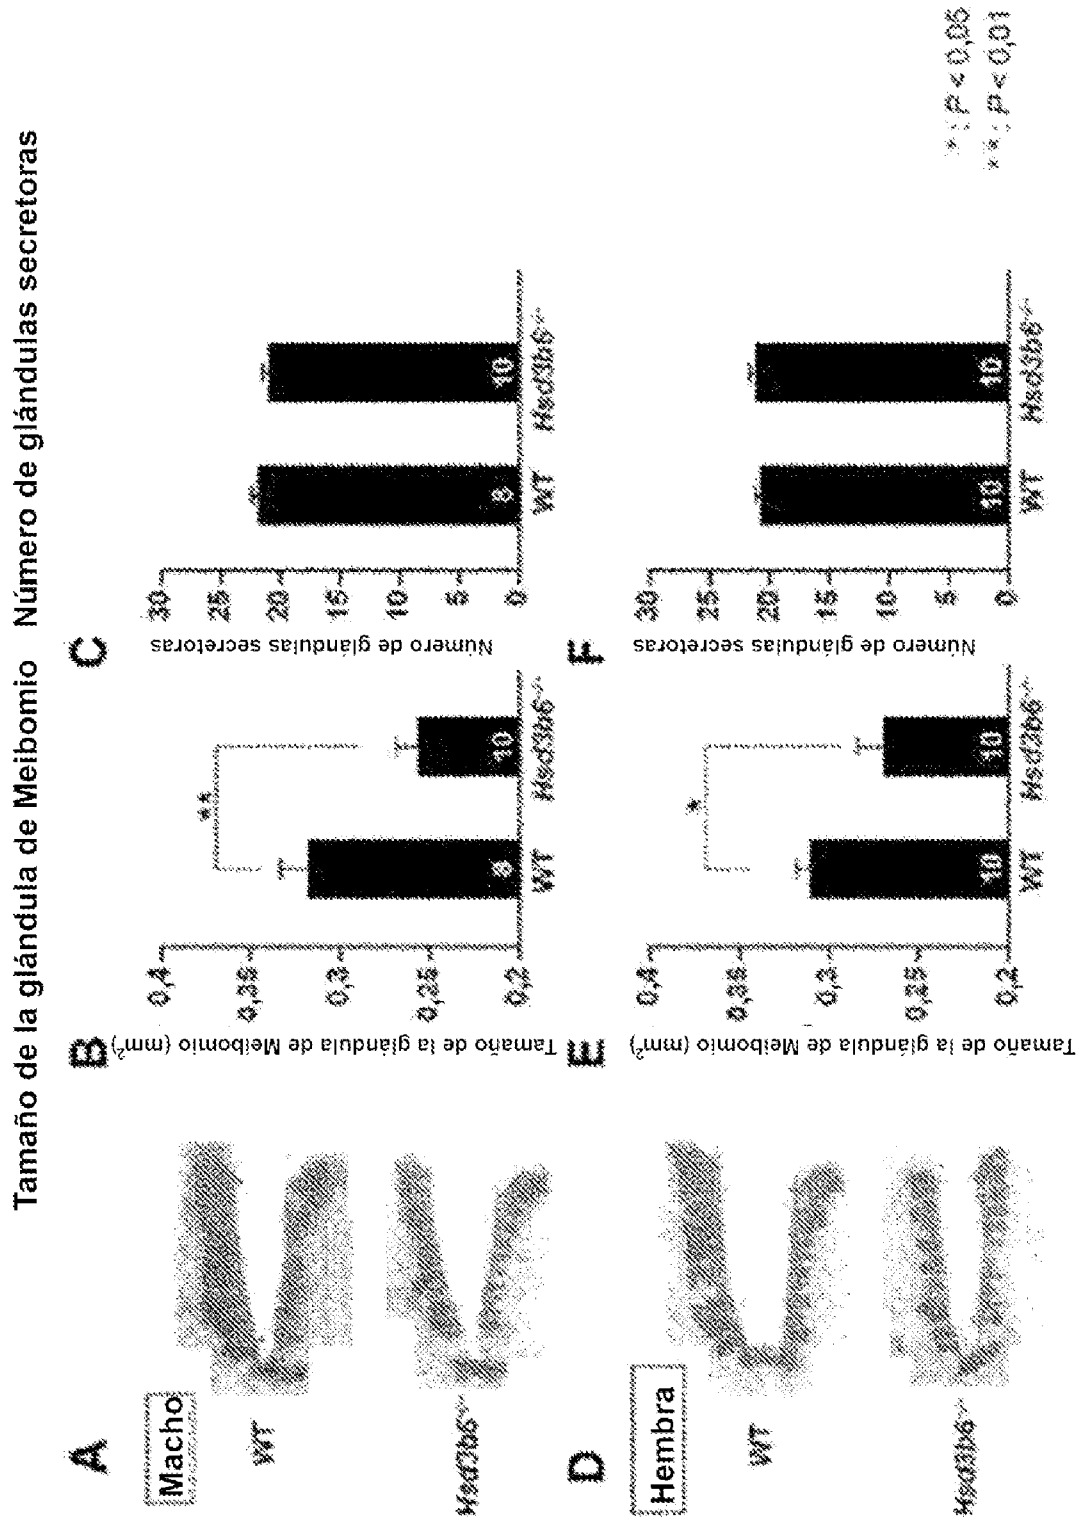 Tamaño de la glándula de Meibomio
Número de glándulas secretoras
A
Macho
WT
Hsd3b6-/-
B
Tamaño de la glándula de Meibomio (mm²)
0,4
0,35
0,3
0,25
0,2
**
WT
Hsd3b6-/-
10
C
Número de glándulas secretoras
30
25
20
15
10
5
0
8
10
WT
Hsd3b6-/-
D
Hembra
WT
Hsd3b6-/-
E
Tamaño de la glándula de Meibomio (mm²)
0,4
0,35
0,3
0,25
0,2
*
10
10
WT
Hsd3b6-/-
F
Número de glándulas secretoras
30
25
20
15
10
5
0
10
10
WT
Hsd3b6-/-
*: P < 0,05
**: P < 0,01